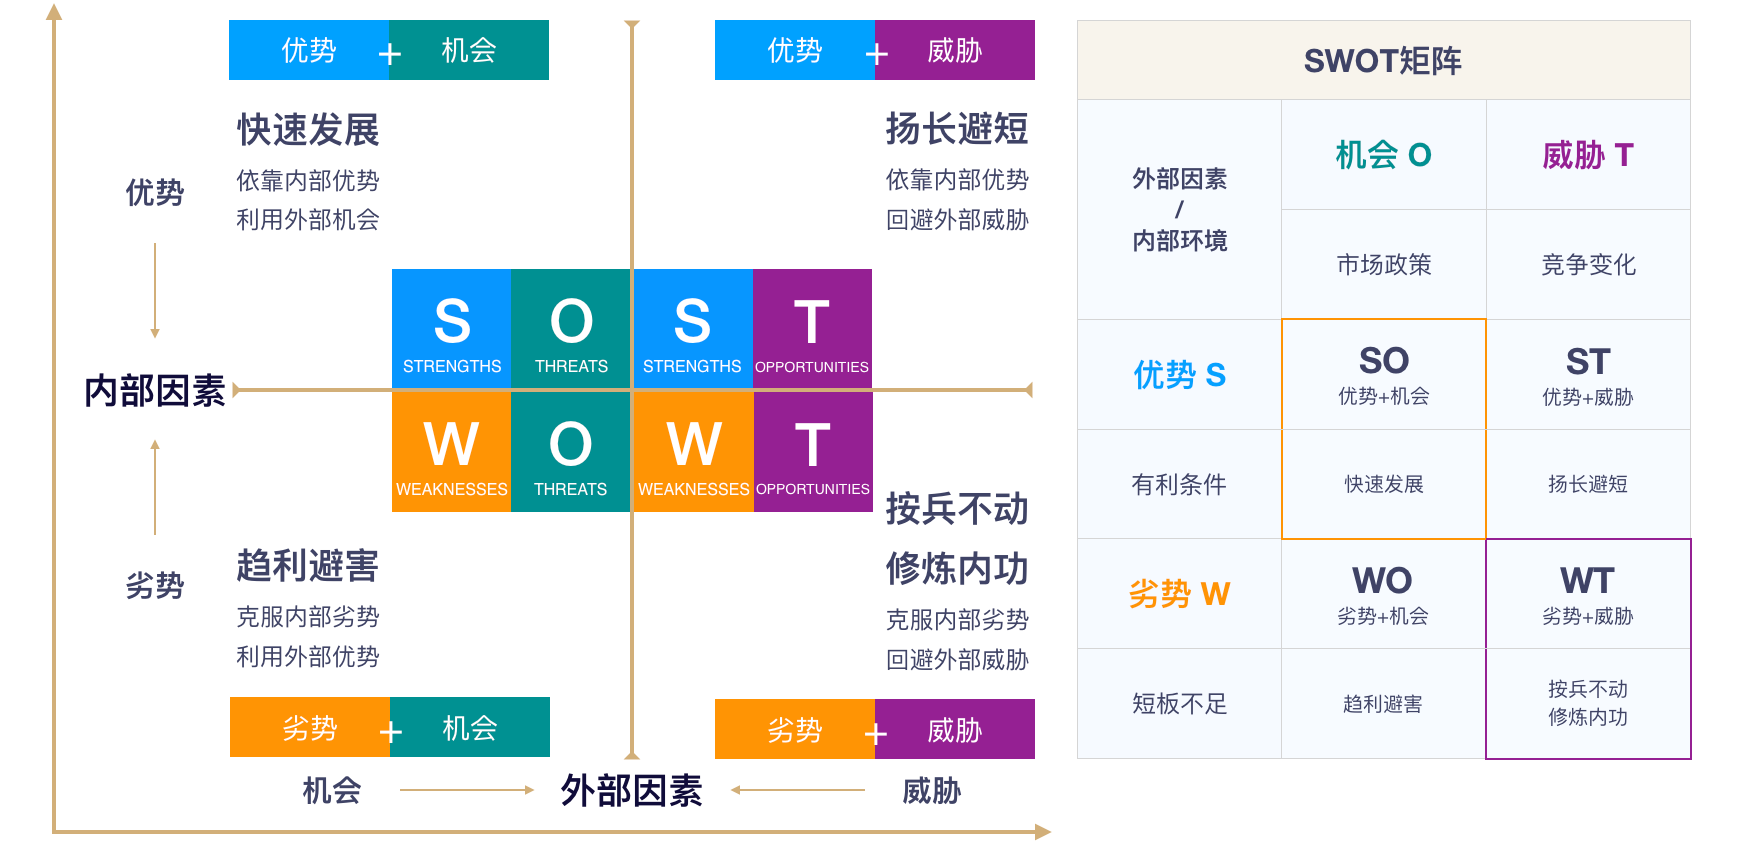 优势 + 机会
优势 + 威胁
快速发展
依靠内部优势
利用外部机会
扬长避短
依靠内部优势
回避外部威胁
优势
内部因素
劣势
S
STRENGTHS
O
THREATS
S
STRENGTHS
T
OPPORTUNITIES
W
WEAKNESSES
O
THREATS
W
WEAKNESSES
T
OPPORTUNITIES
趋利避害
克服内部劣势
利用外部优势
按兵不动
修炼内功
克服内部劣势
回避外部威胁
劣势 + 机会
劣势 + 威胁
机会
外部因素
威胁
SWOT矩阵
外部因素
/
内部环境
机会 O
威胁 T
市场政策
竞争变化
优势 S
SO
优势+机会
ST
优势+威胁
有利条件
快速发展
扬长避短
劣势 W
WO
劣势+机会
WT
劣势+威胁
短板不足
趋利避害
按兵不动
修炼内功